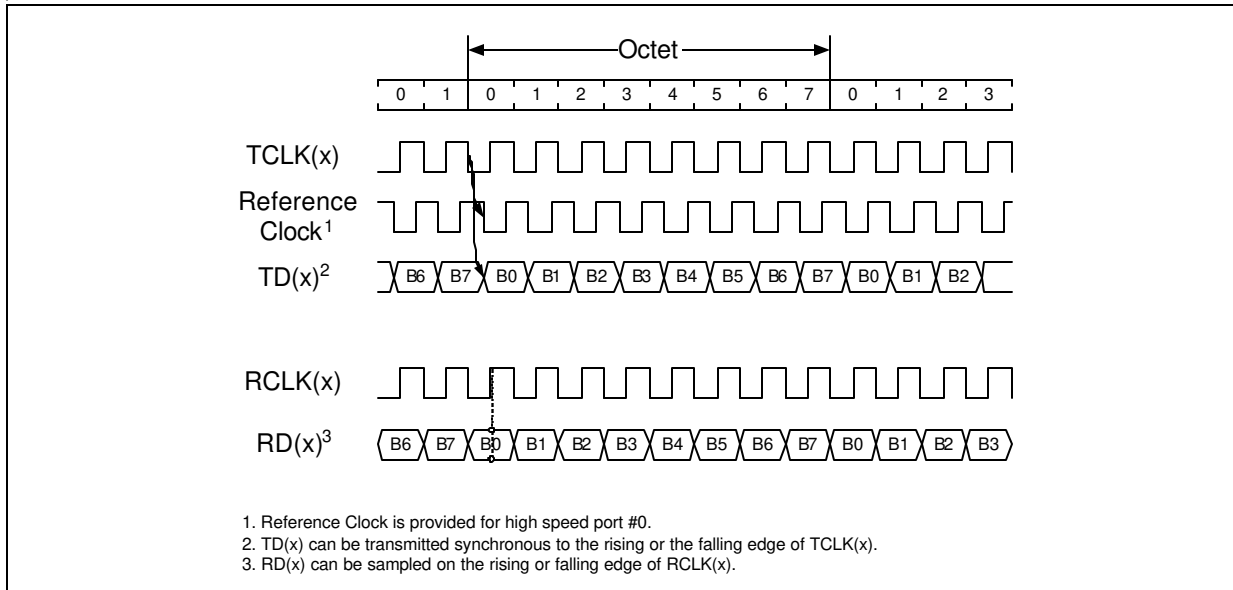 Octet
0 1 0 1 2 3 4 5 6 7 0 1 2 3
TCLK(x)
Reference
Clock1
TD(x)2 B6 B7 B0 B1 B2 B3 B4 B5 B6 B7 B0 B1 B2
RCLK(x)
RD(x)3 B6 B7 B0 B1 B2 B3 B4 B5 B6 B7 B0 B1 B2 B3
1. Reference Clock is provided for high speed port #0.
2. TD(x) can be transmitted synchronous to the rising or the falling edge of TCLK(x).
3. RD(x) can be sampled on the rising or falling edge of RCLK(x).